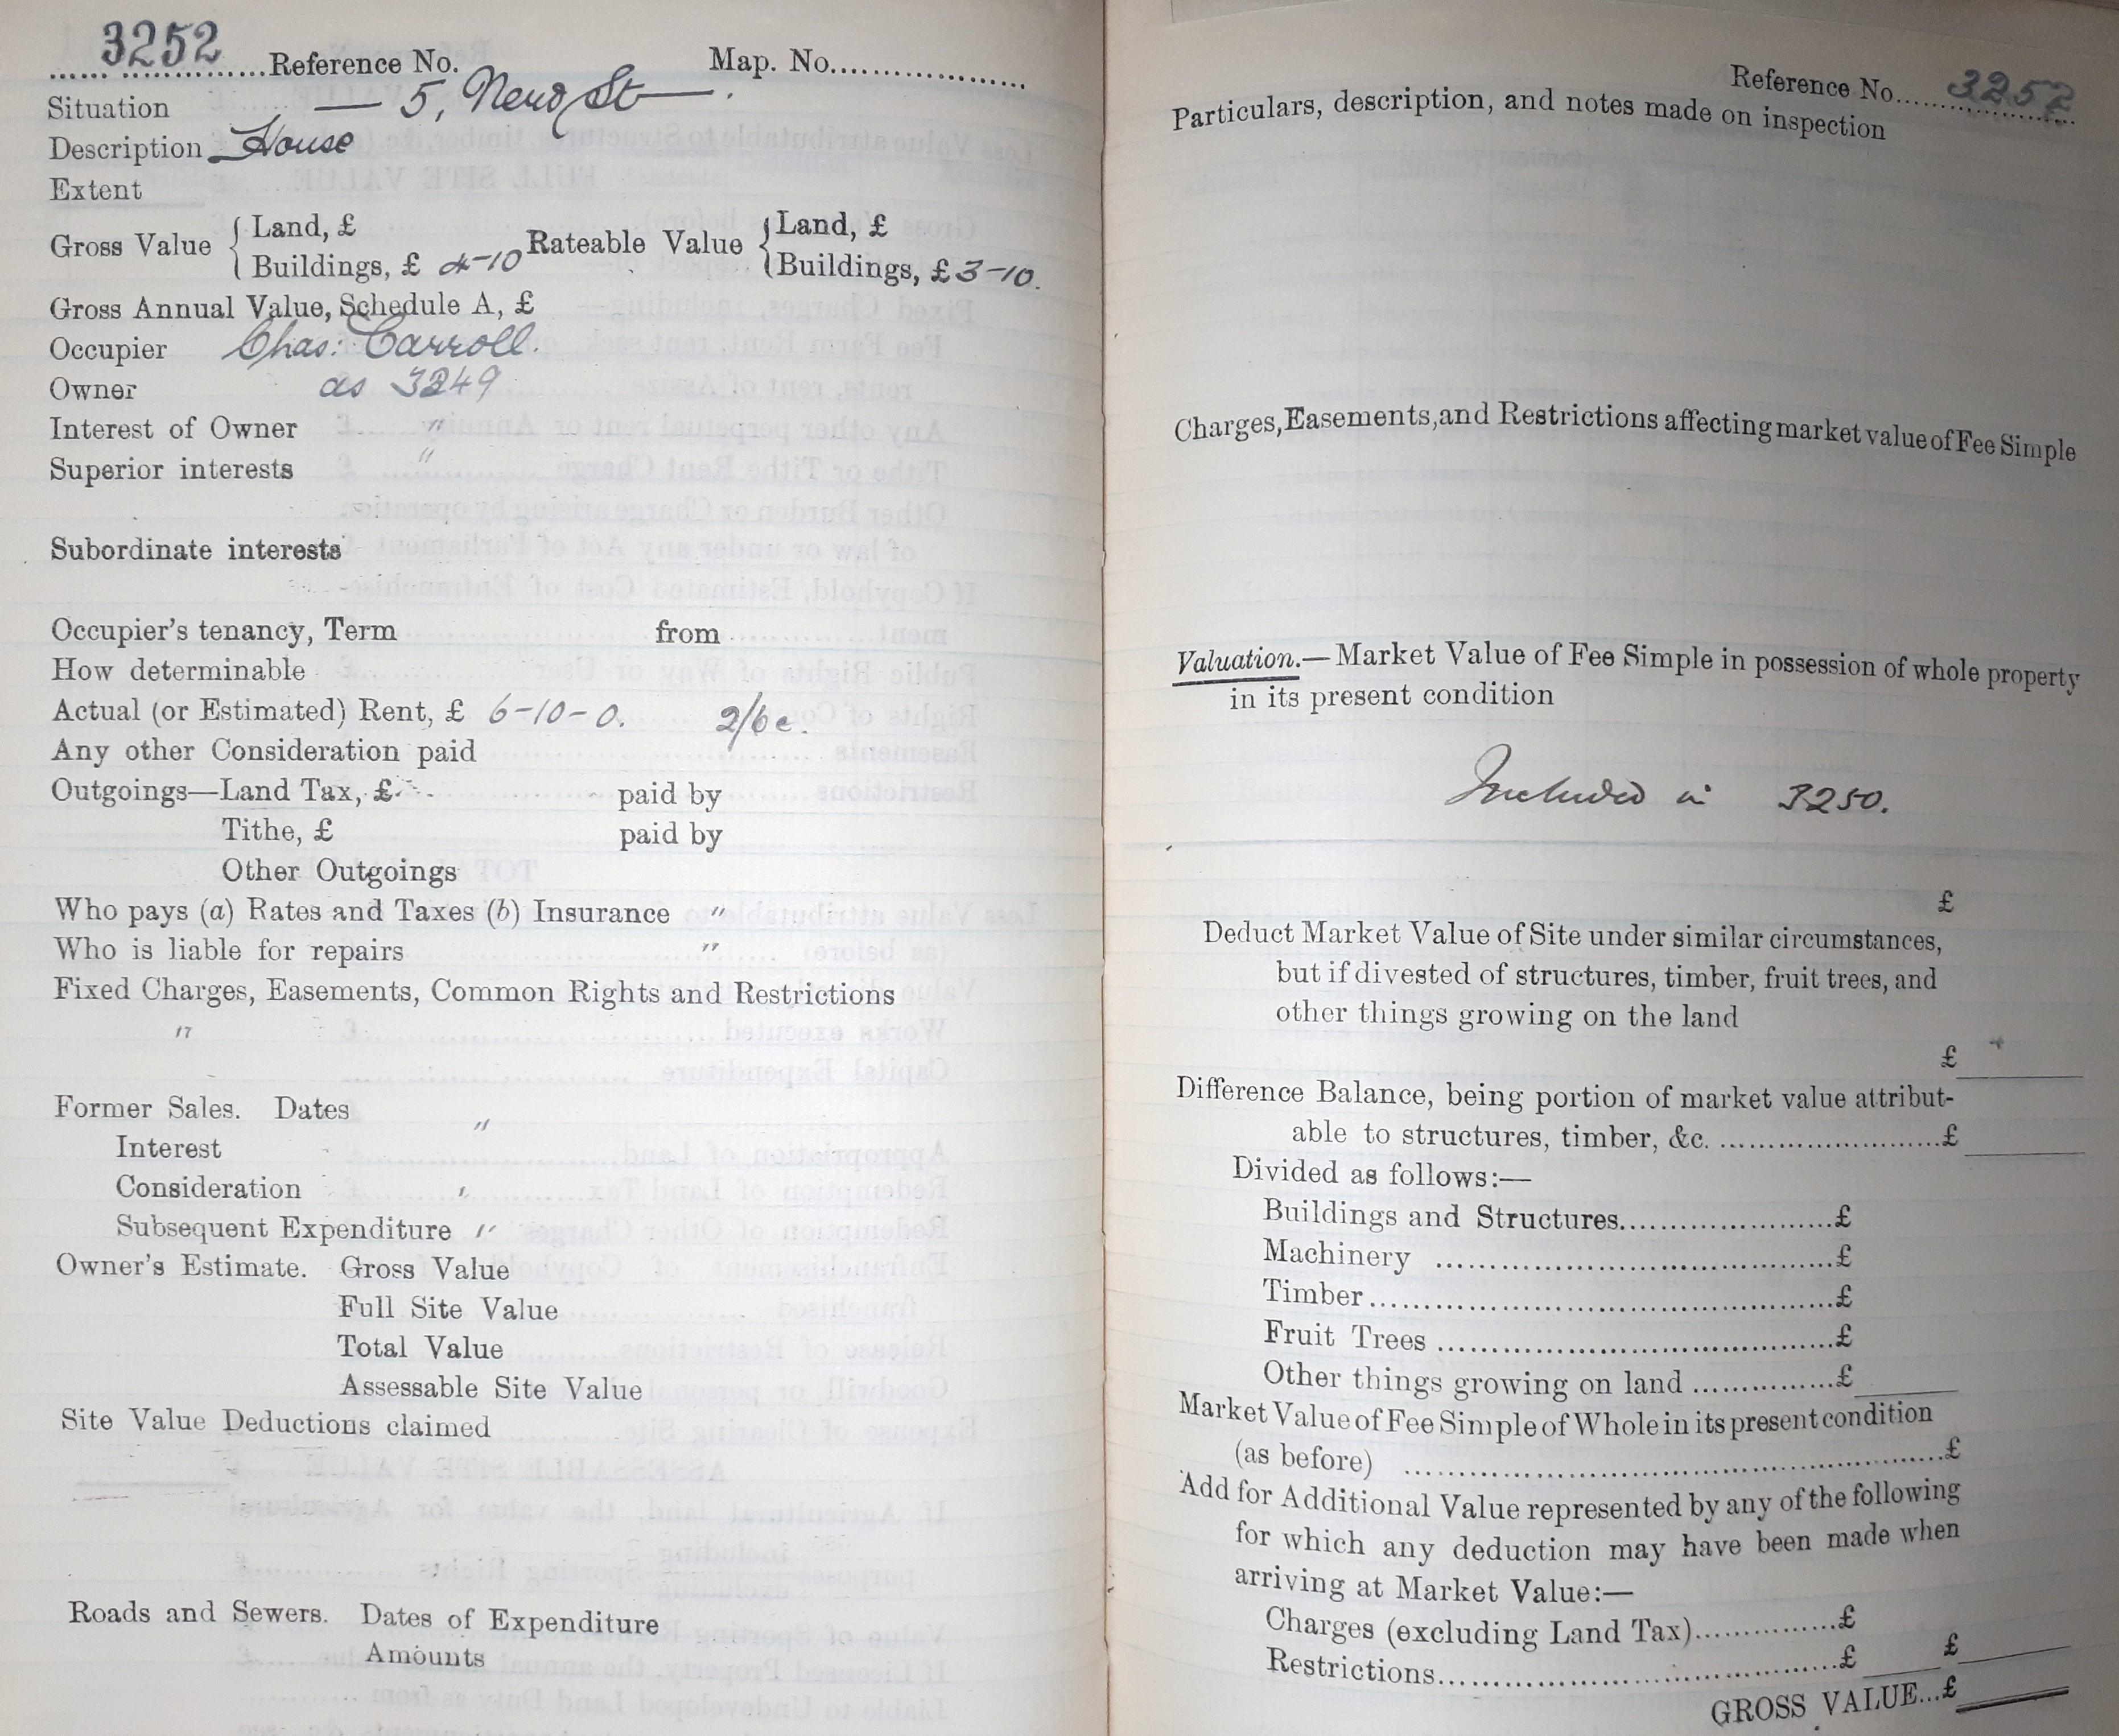 3252 Reference No. Map. No.
Situation — 5, New St —.
Description House
Extent
Gross Value { Land, £ Rateable Value { Land, £
Buildings, £ 4-10 Buildings, £ 3-10.
Gross Annual Value, Schedule A, £
Occupier Chas: Carroll.
Owner as 3249
Interest of Owner "
Superior interests "
Subordinate interests
Occupier's tenancy, Term from
How determinable
Actual (or Estimated) Rent, £ 6-10-0. 2/6
Any other Consideration paid
Outgoings—Land Tax, £ paid by
Tithe, £ paid by
Other Outgoings
Who pays (a) Rates and Taxes (b) Insurance "
Who is liable for repairs "
Fixed Charges, Easements, Common Rights and Restrictions
"
Former Sales. Dates "
Interest
Consideration "
Subsequent Expenditure "
Owner's Estimate. Gross Value
Full Site Value
Total Value
Assessable Site Value
Site Value Deductions claimed
Roads and Sewers. Dates of Expenditure
Amounts
Reference No. 3252
Particulars, description, and notes made on inspection
Charges, Easements, and Restrictions affecting market value of Fee Simple
Valuation.—Market Value of Fee Simple in possession of whole property
in its present condition
Included in 3250.
£
Deduct Market Value of Site under similar circumstances,
but if divested of structures, timber, fruit trees, and
other things growing on the land
£
Difference Balance, being portion of market value attribut-
able to structures, timber, &c. £
Divided as follows:—
Buildings and Structures £
Machinery £
Timber £
Fruit Trees £
Other things growing on land £
Market Value of Fee Simple of Whole in its present condition
(as before) £
Add for Additional Value represented by any of the following
for which any deduction may have been made when
arriving at Market Value:—
Charges (excluding Land Tax) £
Restrictions £ £
GROSS VALUE...£